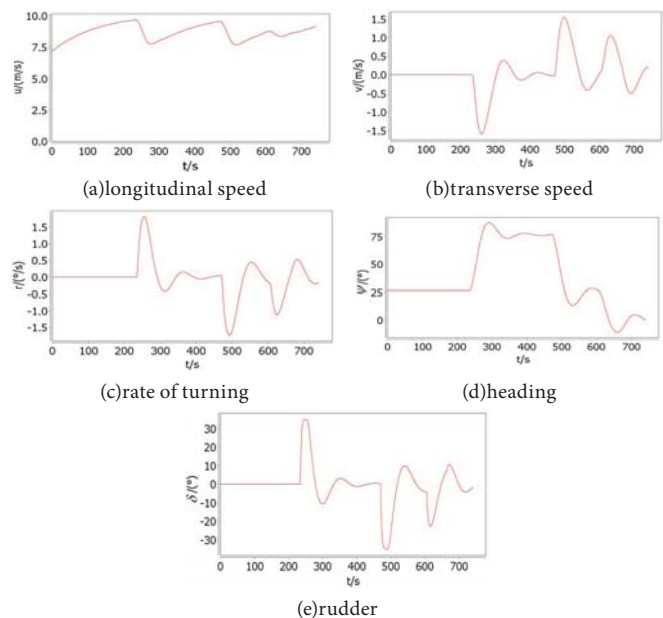 10.0
7.5
5.0
2.5
0.0
u/(m/s)
0 100 200 300 400 500 600 700
t/s
(a)longitudinal speed
1.5
1.0
0.5
0.0
-0.5
-1.0
-1.5
v/(m/s)
0 100 200 300 400 500 600 700
t/s
(b)transverse speed
1.5
1.0
0.5
0.0
-0.5
-1.0
-1.5
r/(°/s)
0 100 200 300 400 500 600 700
t/s
(c)rate of turning
75
50
25
0
ψ/(°)
0 100 200 300 400 500 600 700
t/s
(d)heading
30
20
10
0
-10
-20
-30
δ/(°)
0 100 200 300 400 500 600 700
t/s
(e)rudder